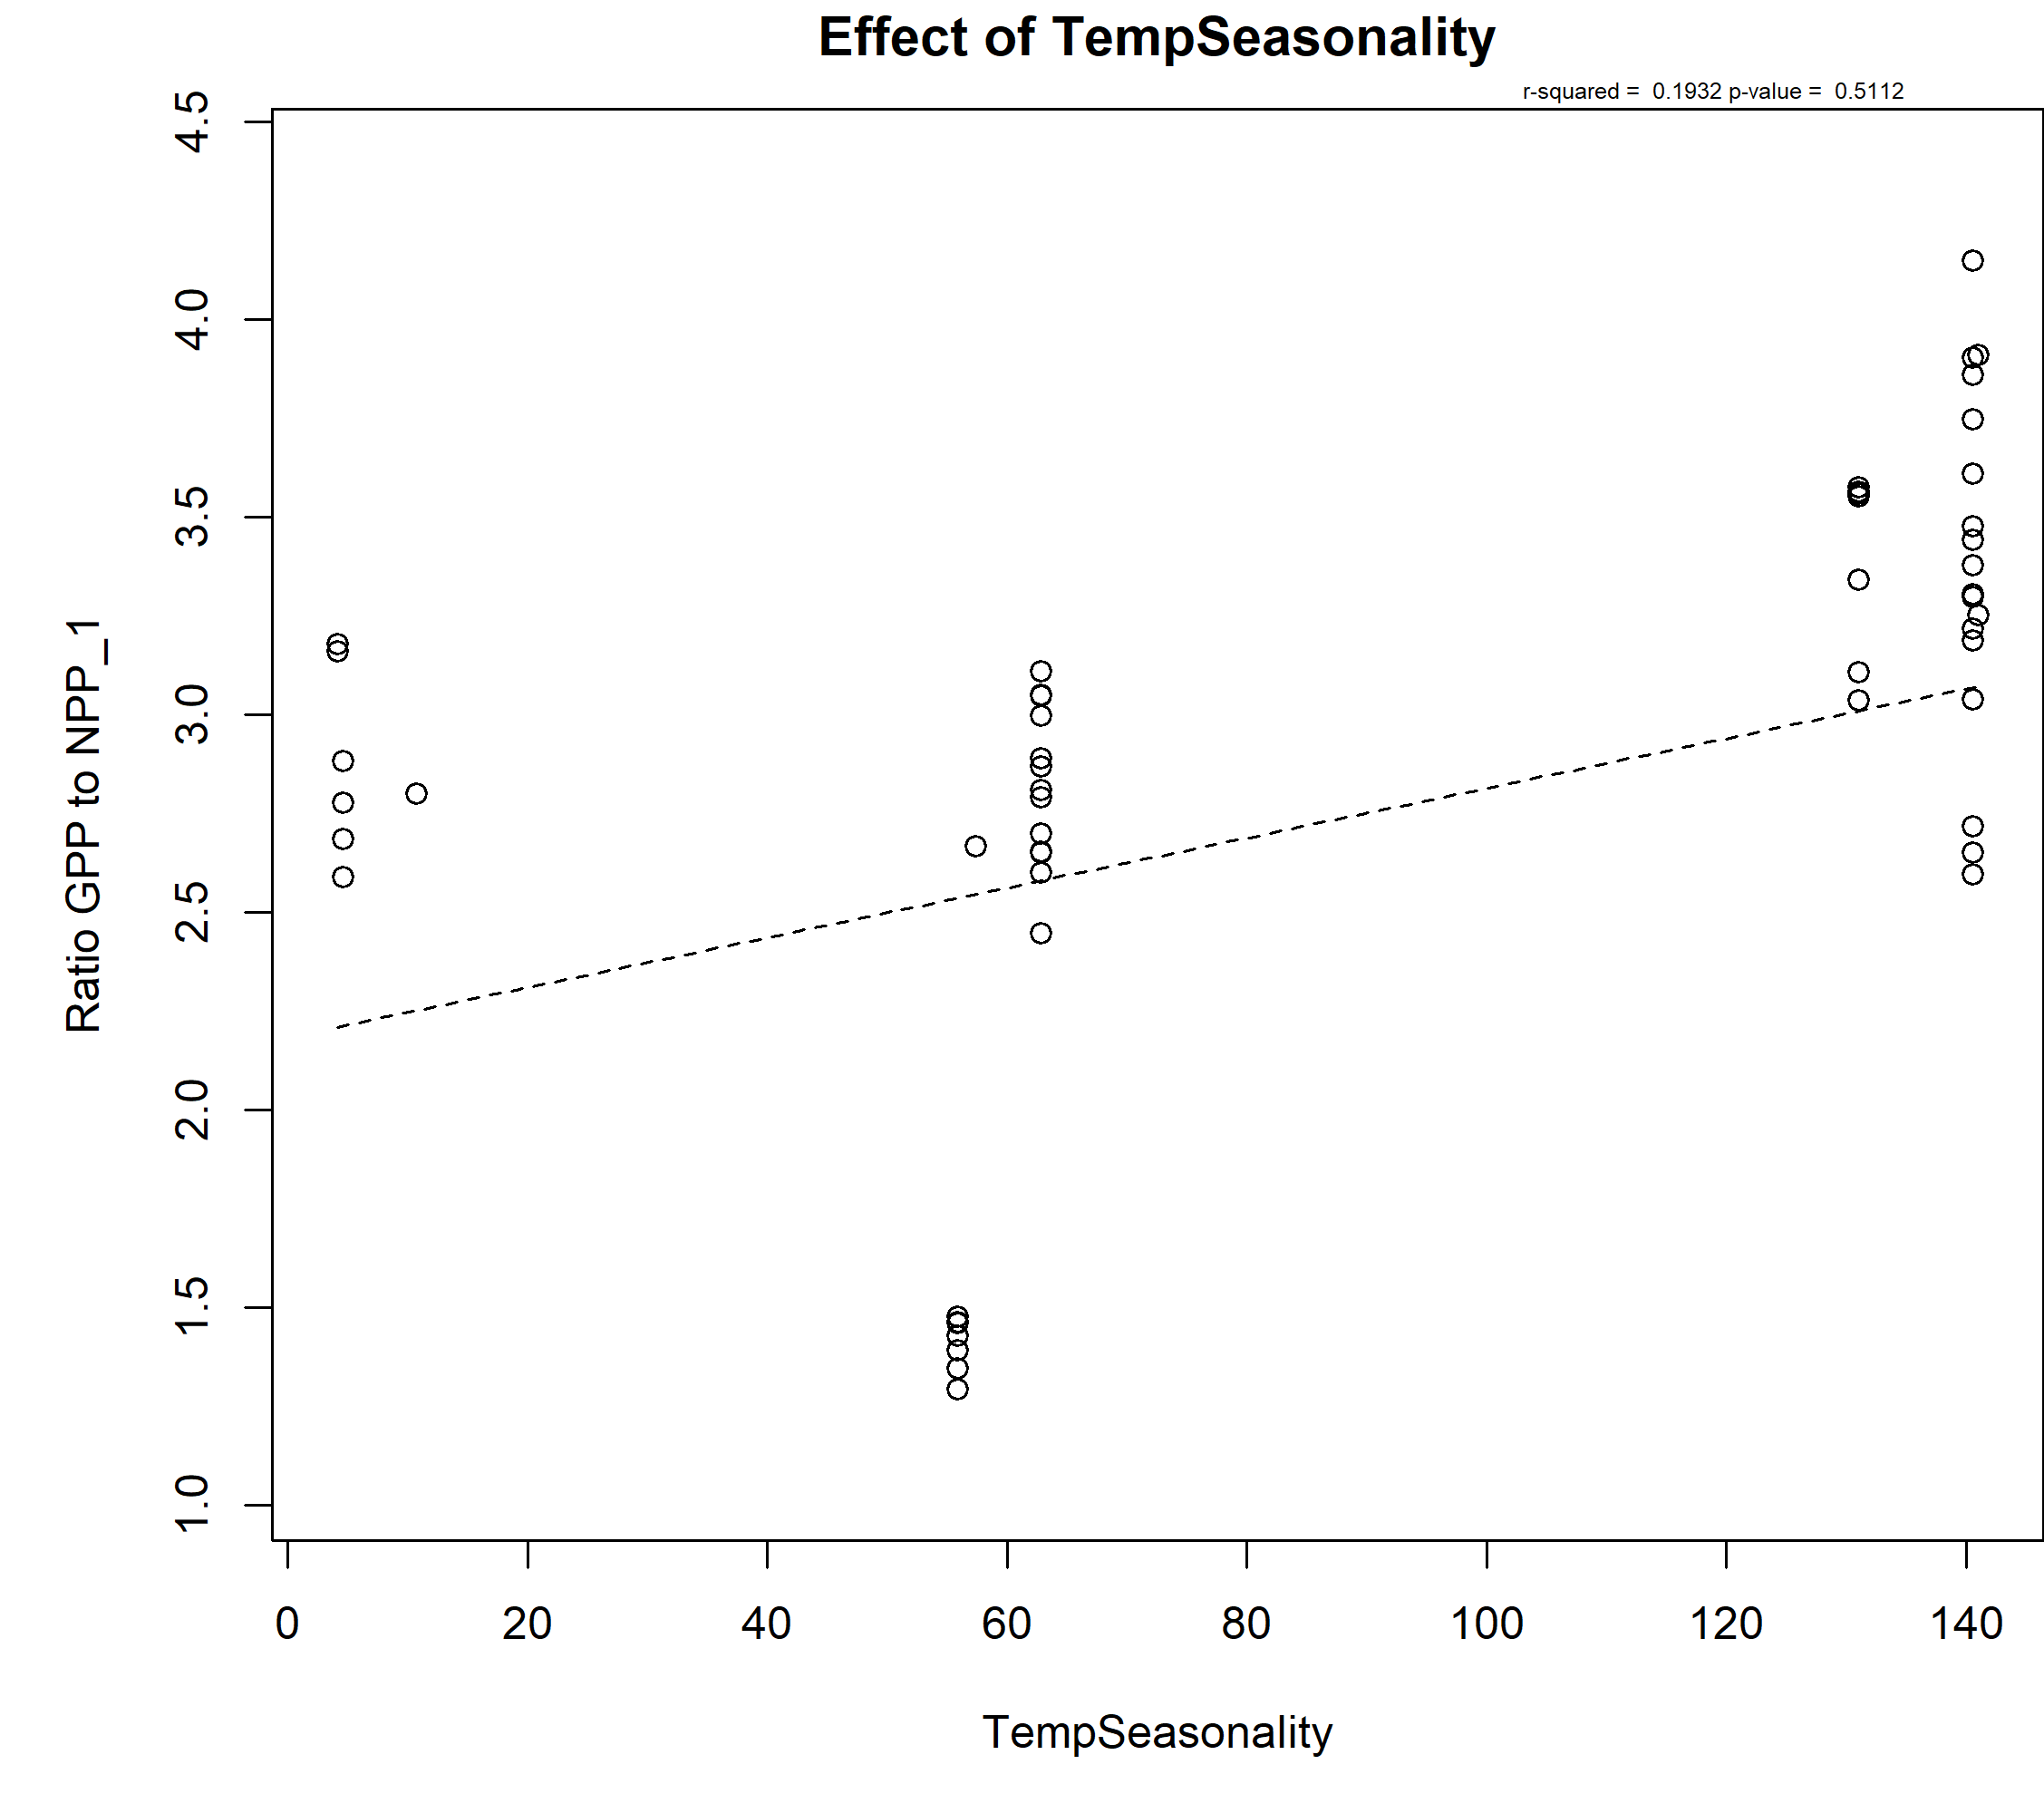 Effect of TempSeasonality
r-squared =  0.1932 p-value =  0.5112
4.5
4.0
3.5
3.0
2.5
2.0
1.5
1.0
Ratio GPP to NPP_1
0 20 40 60 80 100 120 140
TempSeasonality